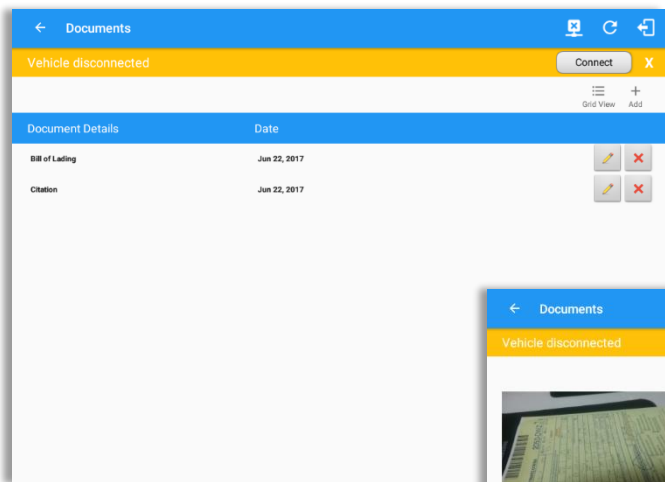 Documents
Vehicle disconnected
Connect X
Grid View Add
Document Details Date
Bill of Lading Jun 22, 2017
Citation Jun 22, 2017
Documents
Vehicle disconnected